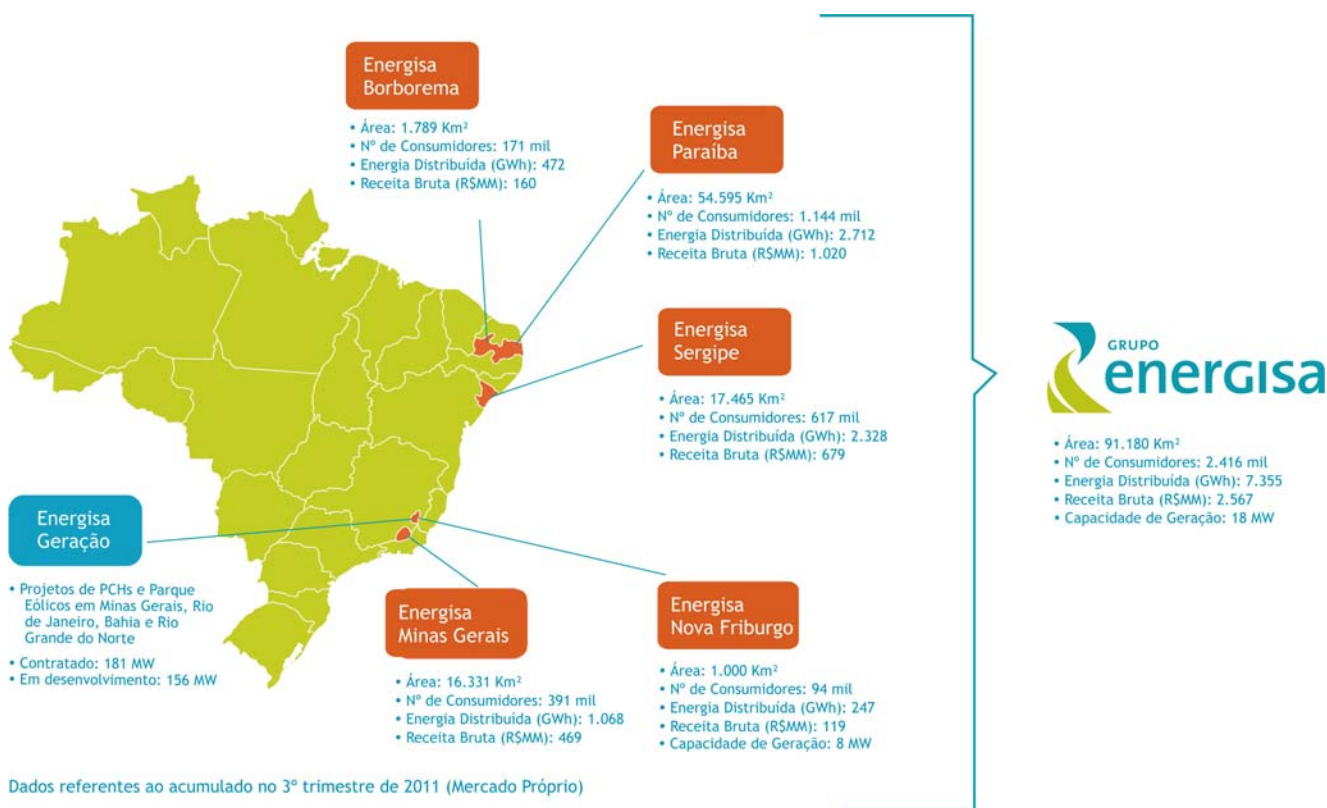 Energisa
Borborema
• Área: 1.789 Km²
• Nº de Consumidores: 171 mil
• Energia Distribuída (GWh): 472
• Receita Bruta (R$MM): 160
Energisa
Paraíba
• Área: 54.595 Km²
• Nº de Consumidores: 1.144 mil
• Energia Distribuída (GWh): 2.712
• Receita Bruta (R$MM): 1.020
Energisa
Sergipe
• Área: 17.465 Km²
• Nº de Consumidores: 617 mil
• Energia Distribuída (GWh): 2.328
• Receita Bruta (R$MM): 679
GRUPO
energisa
• Área: 91.180 Km²
• Nº de Consumidores: 2.416 mil
• Energia Distribuída (GWh): 7.355
• Receita Bruta (R$MM): 2.567
• Capacidade de Geração: 18 MW
Energisa
Geração
• Projetos de PCHs e Parque
Eólicos em Minas Gerais, Rio
de Janeiro, Bahia e Rio
Grande do Norte
• Contratado: 181 MW
• Em desenvolvimento: 156 MW
Energisa
Minas Gerais
• Área: 16.331 Km²
• Nº de Consumidores: 391 mil
• Energia Distribuída (GWh): 1.068
• Receita Bruta (R$MM): 469
Energisa
Nova Friburgo
• Área: 1.000 Km²
• Nº de Consumidores: 94 mil
• Energia Distribuída (GWh): 247
• Receita Bruta (R$MM): 119
• Capacidade de Geração: 8 MW
Dados referentes ao acumulado no 3º trimestre de 2011 (Mercado Próprio)